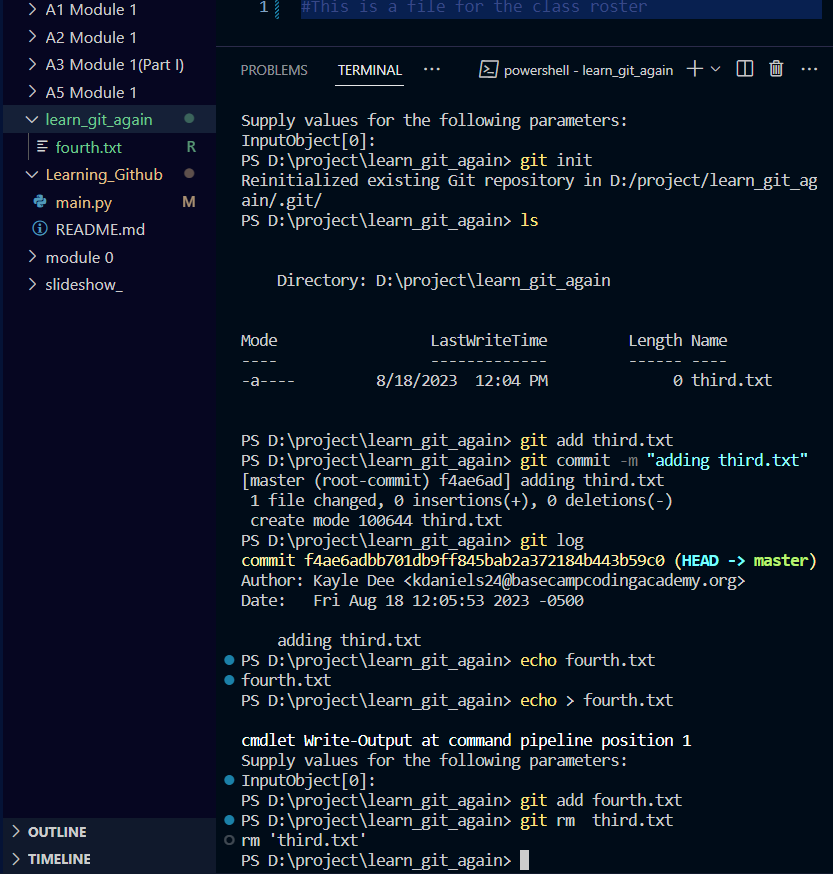 A1 Module 1
A2 Module 1
A3 Module 1(Part I)
A5 Module 1
learn_git_again
fourth.txt R
Learning_Github
main.py M
README.md
module 0
slideshow_
OUTLINE
TIMELINE
1 #This is a file for the class roster
PROBLEMS TERMINAL ··· powershell - learn_git_again ···
Supply values for the following parameters:
InputObject[0]:
PS D:\project\learn_git_again> git init
Reinitialized existing Git repository in D:/project/learn_git_ag
ain/.git/
PS D:\project\learn_git_again> ls
Directory: D:\project\learn_git_again
Mode LastWriteTime Length Name
---- ------------- ------ ----
-a---- 8/18/2023 12:04 PM 0 third.txt
PS D:\project\learn_git_again> git add third.txt
PS D:\project\learn_git_again> git commit -m "adding third.txt"
[master (root-commit) f4ae6ad] adding third.txt
1 file changed, 0 insertions(+), 0 deletions(-)
create mode 100644 third.txt
PS D:\project\learn_git_again> git log
commit f4ae6adbb701db9ff845bab2a372184b443b59c0 (HEAD -> master)
Author: Kayle Dee <kdaniels24@basecampcodingacademy.org>
Date: Fri Aug 18 12:05:53 2023 -0500
adding third.txt
PS D:\project\learn_git_again> echo fourth.txt
fourth.txt
PS D:\project\learn_git_again> echo > fourth.txt
cmdlet Write-Output at command pipeline position 1
Supply values for the following parameters:
InputObject[0]:
PS D:\project\learn_git_again> git add fourth.txt
PS D:\project\learn_git_again> git rm  third.txt
rm 'third.txt'
PS D:\project\learn_git_again>